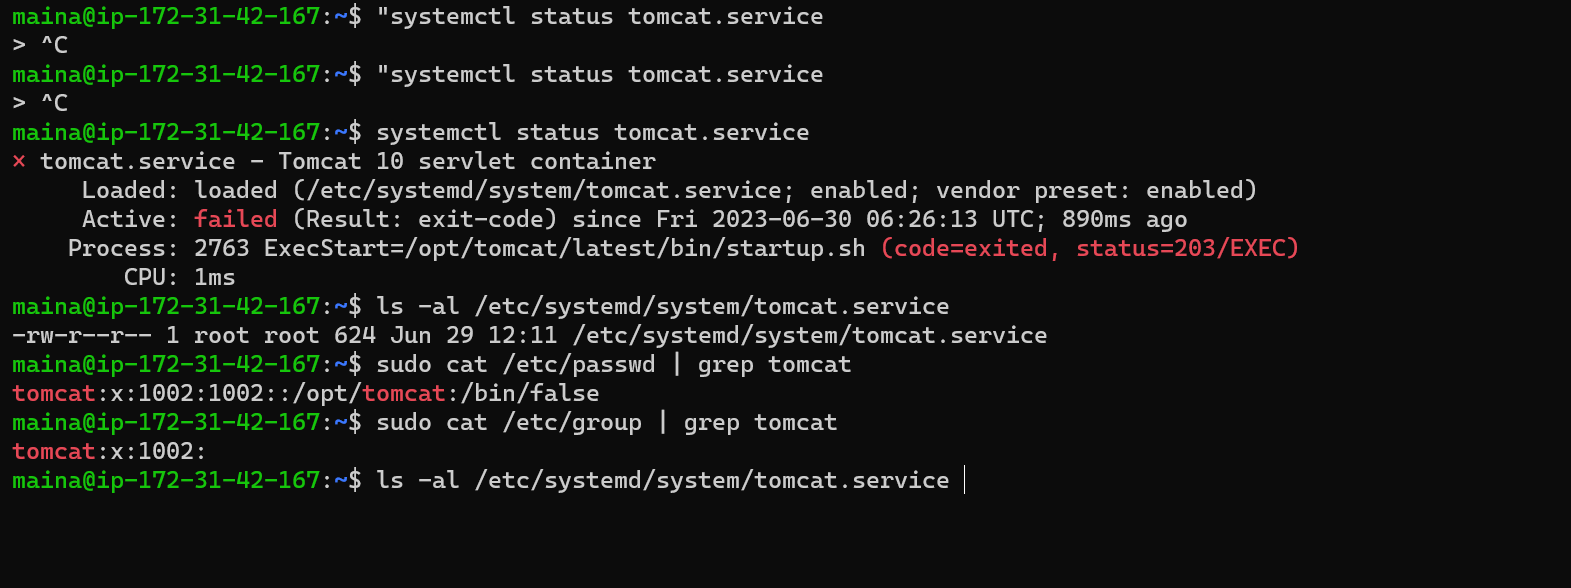 maina@ip-172-31-42-167:~$ "systemctl status tomcat.service
> ^C
maina@ip-172-31-42-167:~$ "systemctl status tomcat.service
> ^C
maina@ip-172-31-42-167:~$ systemctl status tomcat.service
× tomcat.service - Tomcat 10 servlet container
     Loaded: loaded (/etc/systemd/system/tomcat.service; enabled; vendor preset: enabled)
     Active: failed (Result: exit-code) since Fri 2023-06-30 06:26:13 UTC; 890ms ago
    Process: 2763 ExecStart=/opt/tomcat/latest/bin/startup.sh (code=exited, status=203/EXEC)
        CPU: 1ms
maina@ip-172-31-42-167:~$ ls -al /etc/systemd/system/tomcat.service
-rw-r--r-- 1 root root 624 Jun 29 12:11 /etc/systemd/system/tomcat.service
maina@ip-172-31-42-167:~$ sudo cat /etc/passwd | grep tomcat
tomcat:x:1002:1002::/opt/tomcat:/bin/false
maina@ip-172-31-42-167:~$ sudo cat /etc/group | grep tomcat
tomcat:x:1002:
maina@ip-172-31-42-167:~$ ls -al /etc/systemd/system/tomcat.service